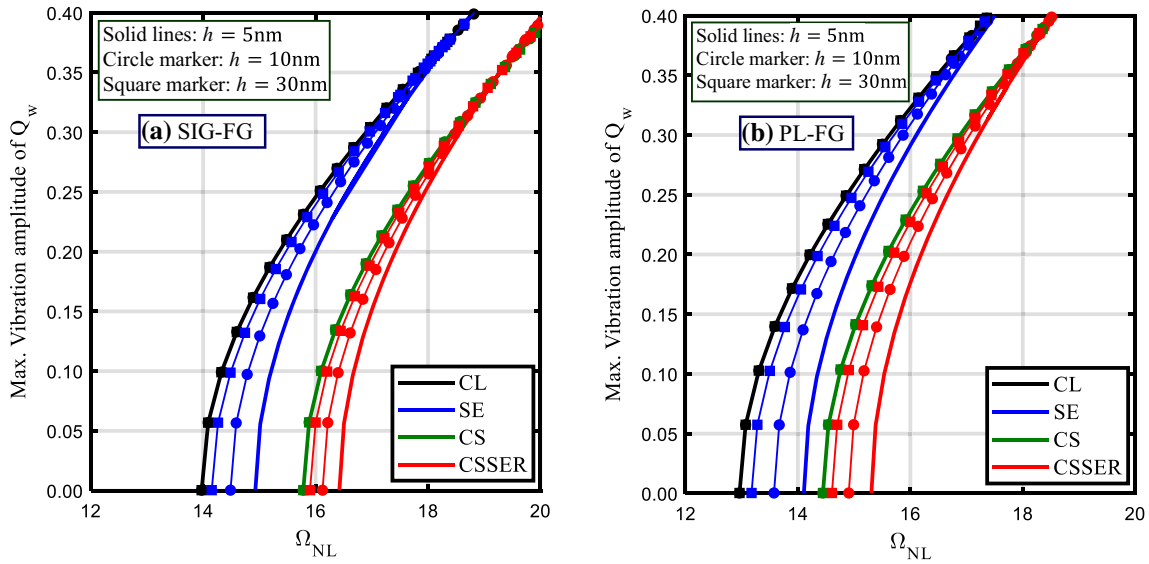 Solid lines: h = 5nm
Circle marker: h = 10nm
Square marker: h = 30nm
(a) SIG-FG
CL
SE
CS
CSSER
Max. Vibration amplitude of Q_w
0.40
0.35
0.30
0.25
0.20
0.15
0.10
0.05
0.00
12 14 16 18 20
Ω_NL
Solid lines: h = 5nm
Circle marker: h = 10nm
Square marker: h = 30nm
(b) PL-FG
CL
SE
CS
CSSER
Max. Vibration amplitude of Q_w
0.40
0.35
0.30
0.25
0.20
0.15
0.10
0.05
0.00
12 14 16 18 20
Ω_NL